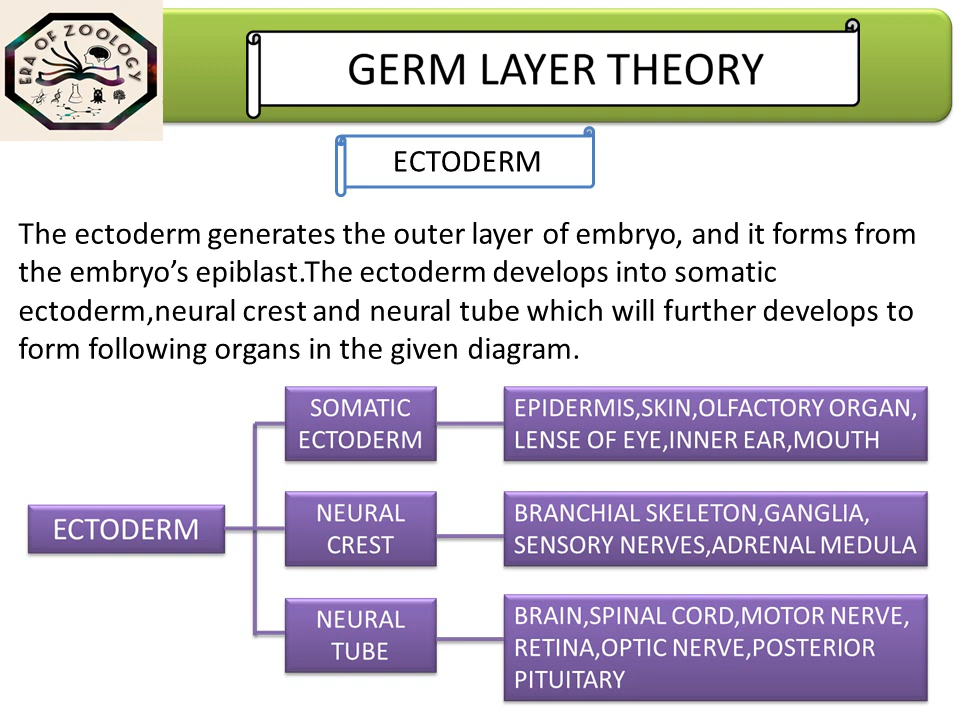 ERA OF ZOOLOGY
GERM LAYER THEORY
ECTODERM
The ectoderm generates the outer layer of embryo, and it forms from
the embryo’s epiblast.The ectoderm develops into somatic
ectoderm,neural crest and neural tube which will further develops to
form following organs in the given diagram.
SOMATIC
ECTODERM
EPIDERMIS,SKIN,OLFACTORY ORGAN,
LENSE OF EYE,INNER EAR,MOUTH
ECTODERM
NEURAL
CREST
BRANCHIAL SKELETON,GANGLIA,
SENSORY NERVES,ADRENAL MEDULA
NEURAL
TUBE
BRAIN,SPINAL CORD,MOTOR NERVE,
RETINA,OPTIC NERVE,POSTERIOR
PITUITARY